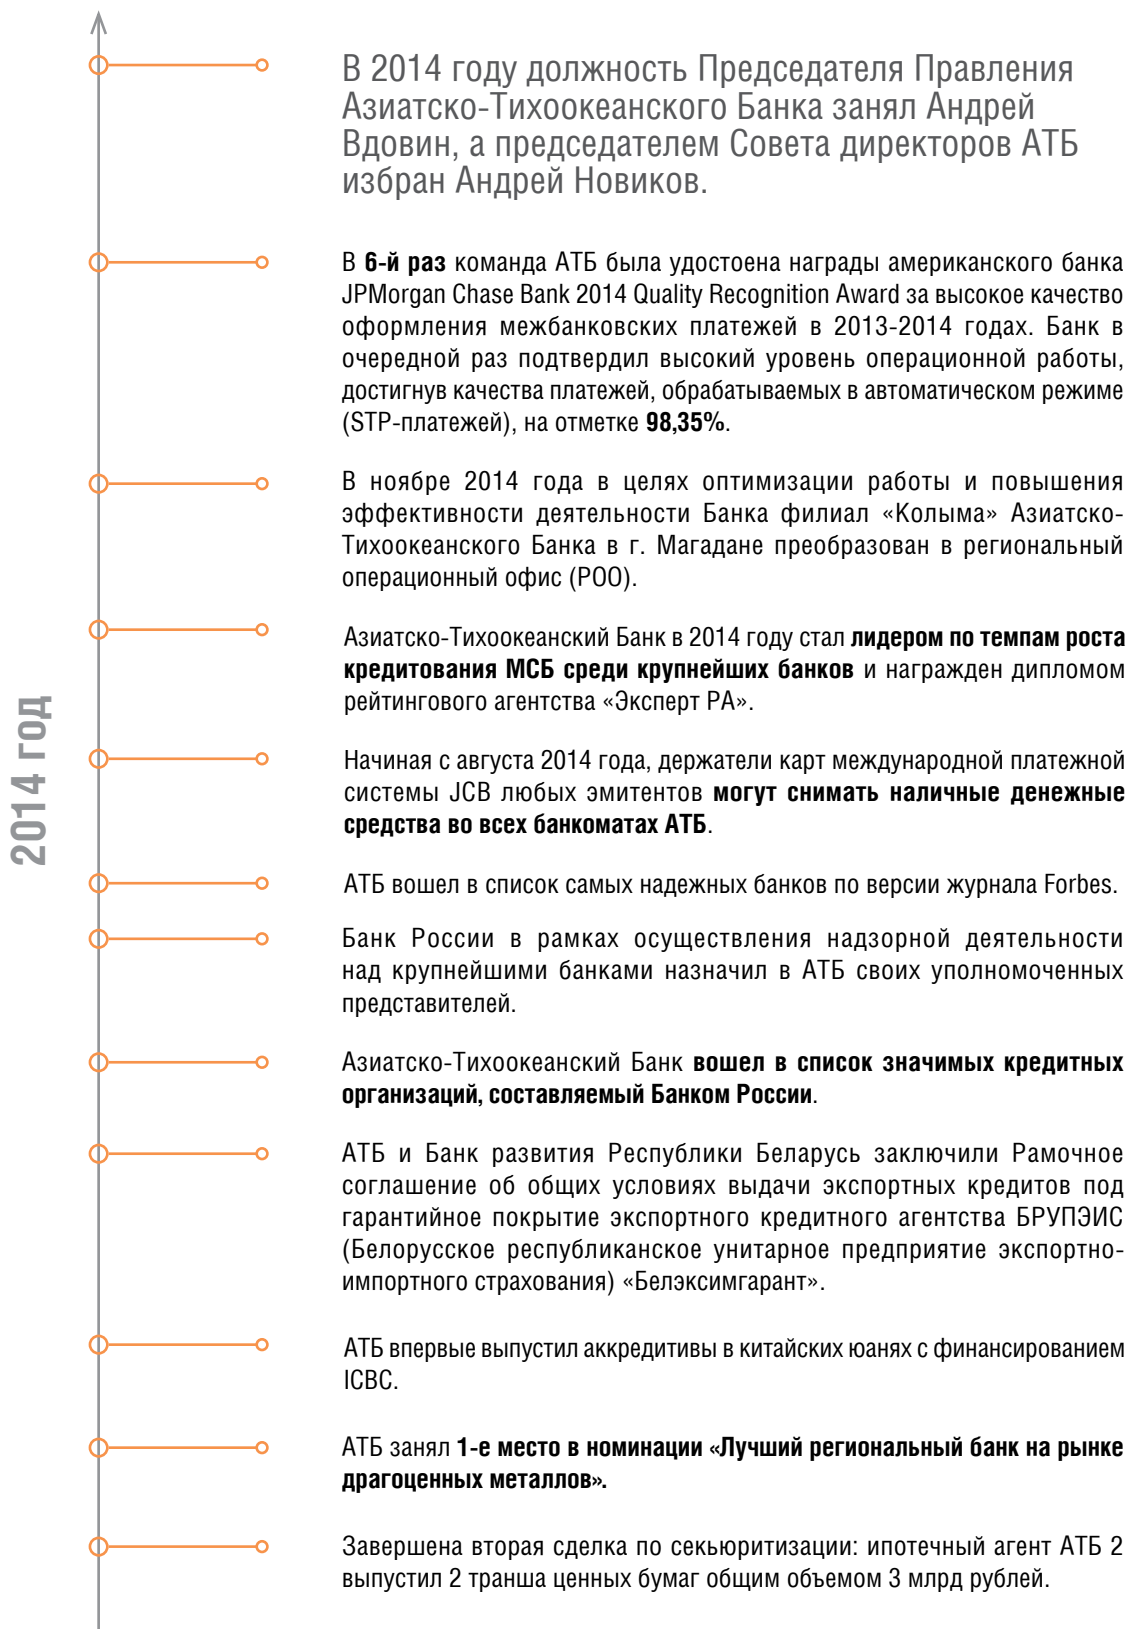 В 2014 году должность Председателя Правления
Азиатско-Тихоокеанского Банка занял Андрей
Вдовин, а председателем Совета директоров АТБ
избран Андрей Новиков.
В 6-й раз команда АТБ была удостоена награды американского банка
JPMorgan Chase Bank 2014 Quality Recognition Award за высокое качество
оформления межбанковских платежей в 2013-2014 годах. Банк в
очередной раз подтвердил высокий уровень операционной работы,
достигнув качества платежей, обрабатываемых в автоматическом режиме
(STP-платежей), на отметке 98,35%.
В ноябре 2014 года в целях оптимизации работы и повышения
эффективности деятельности Банка филиал «Колыма» Азиатско-
Тихоокеанского Банка в г. Магадане преобразован в региональный
операционный офис (РОО).
Азиатско-Тихоокеанский Банк в 2014 году стал лидером по темпам роста
кредитования МСБ среди крупнейших банков и награжден дипломом
рейтингового агентства «Эксперт РА».
2014 год
Начиная с августа 2014 года, держатели карт международной платежной
системы JCB любых эмитентов могут снимать наличные денежные
средства во всех банкоматах АТБ.
АТБ вошел в список самых надежных банков по версии журнала Forbes.
Банк России в рамках осуществления надзорной деятельности
над крупнейшими банками назначил в АТБ своих уполномоченных
представителей.
Азиатско-Тихоокеанский Банк вошел в список значимых кредитных
организаций, составляемый Банком России.
АТБ и Банк развития Республики Беларусь заключили Рамочное
соглашение об общих условиях выдачи экспортных кредитов под
гарантийное покрытие экспортного кредитного агентства БРУПЭИС
(Белорусское республиканское унитарное предприятие экспортно-
импортного страхования) «Белэксимгарант».
АТБ впервые выпустил аккредитивы в китайских юанях с финансированием
ICBC.
АТБ занял 1-е место в номинации «Лучший региональный банк на рынке
драгоценных металлов».
Завершена вторая сделка по секьюритизации: ипотечный агент АТБ 2
выпустил 2 транша ценных бумаг общим объемом 3 млрд рублей.